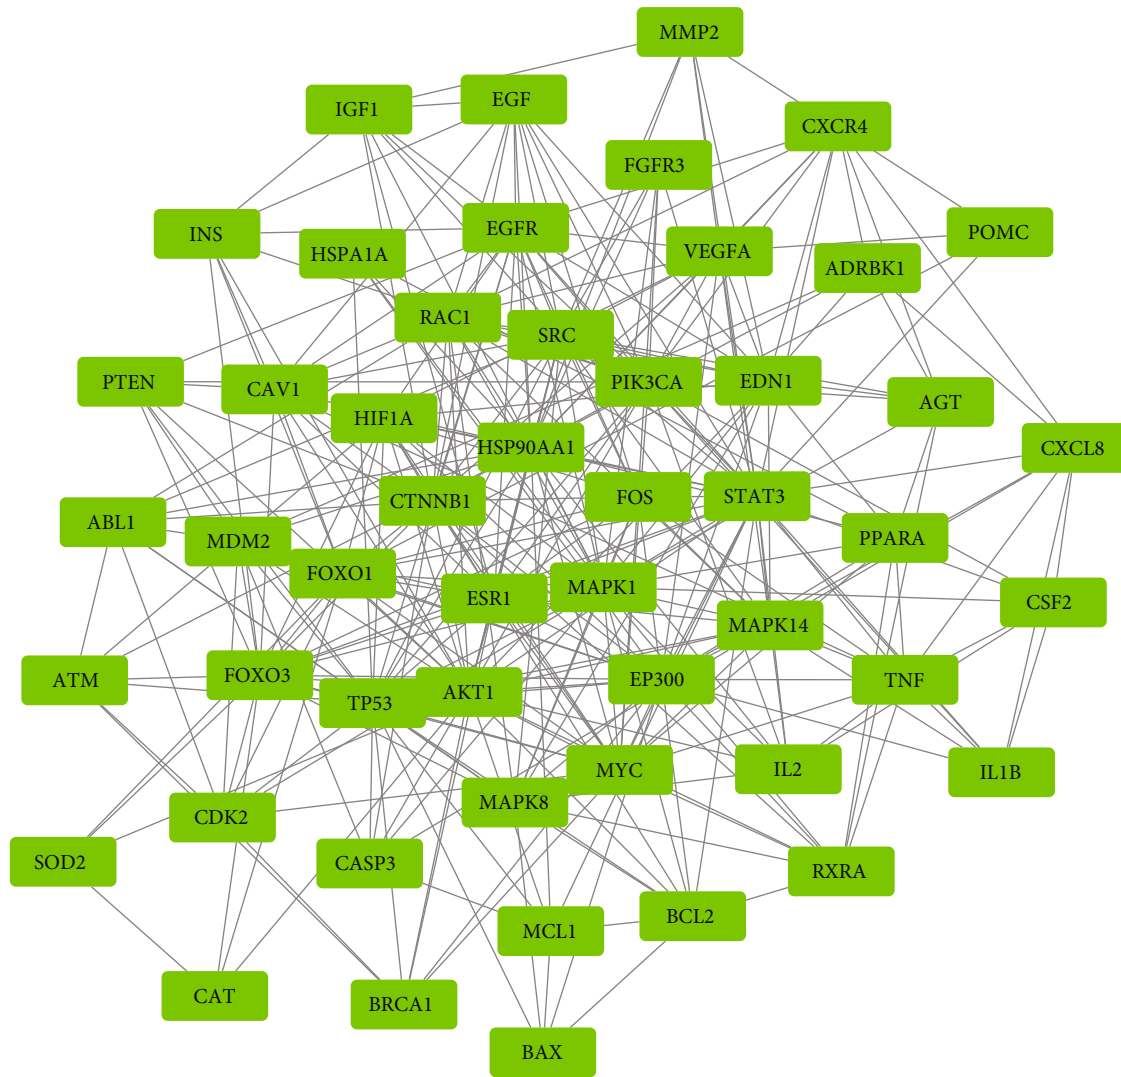 MMP2
IGF1
EGF
CXCR4
FGFR3
INS
EGFR
HSPA1A
VEGFA
POMC
ADRBK1
RAC1
SRC
PTEN
CAV1
PIK3CA
EDN1
AGT
HIF1A
HSP90AA1
CXCL8
CTNNB1
FOS
STAT3
ABL1
MDM2
PPARA
FOXO1
ESR1
MAPK1
CSF2
MAPK14
ATM
FOXO3
TP53
AKT1
EP300
TNF
MYC
IL2
IL1B
MAPK8
CDK2
SOD2
CASP3
RXRA
MCL1
BCL2
CAT
BRCA1
BAX